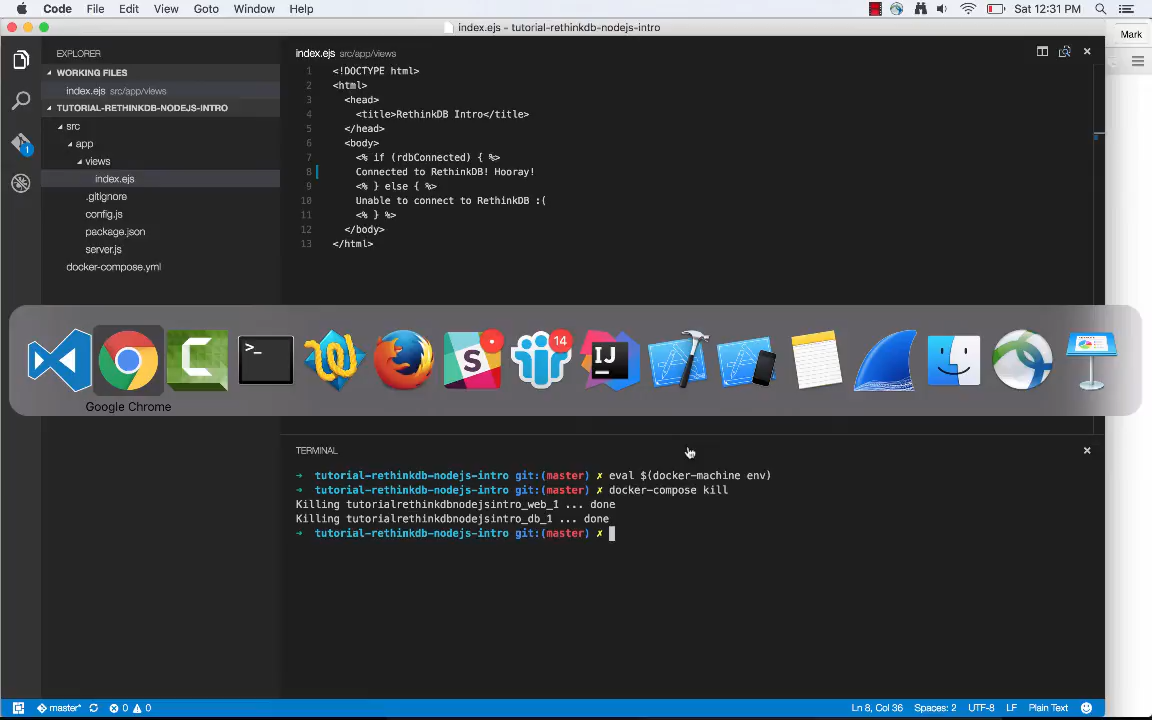 Code File Edit View Goto Window Help Sat 12:31 PM
index.ejs - tutorial-rethinkdb-nodejs-intro
Mark
EXPLORER
WORKING FILES
index.ejs src/app/views
TUTORIAL-RETHINKDB-NODEJS-INTRO
src
app
views
index.ejs
.gitignore
config.js
package.json
server.js
docker-compose.yml
1
index.ejs src/app/views
1 <!DOCTYPE html>
2 <html>
3 <head>
4 <title>RethinkDB Intro</title>
5 </head>
6 <body>
7 <% if (rdbConnected) { %>
8 Connected to RethinkDB! Hooray!
9 <% } else { %>
10 Unable to connect to RethinkDB :(
11 <% } %>
12 </body>
13 </html>
>_
14
IJ
Google Chrome
TERMINAL
➜ tutorial-rethinkdb-nodejs-intro git:(master) ✗ eval $(docker-machine env)
➜ tutorial-rethinkdb-nodejs-intro git:(master) ✗ docker-compose kill
Killing tutorialrethinkdbnodejsintro_web_1 ... done
Killing tutorialrethinkdbnodejsintro_db_1 ... done
➜ tutorial-rethinkdb-nodejs-intro git:(master) ✗
master* 0 0 Ln 8, Col 36 Spaces: 2 UTF-8 LF Plain Text